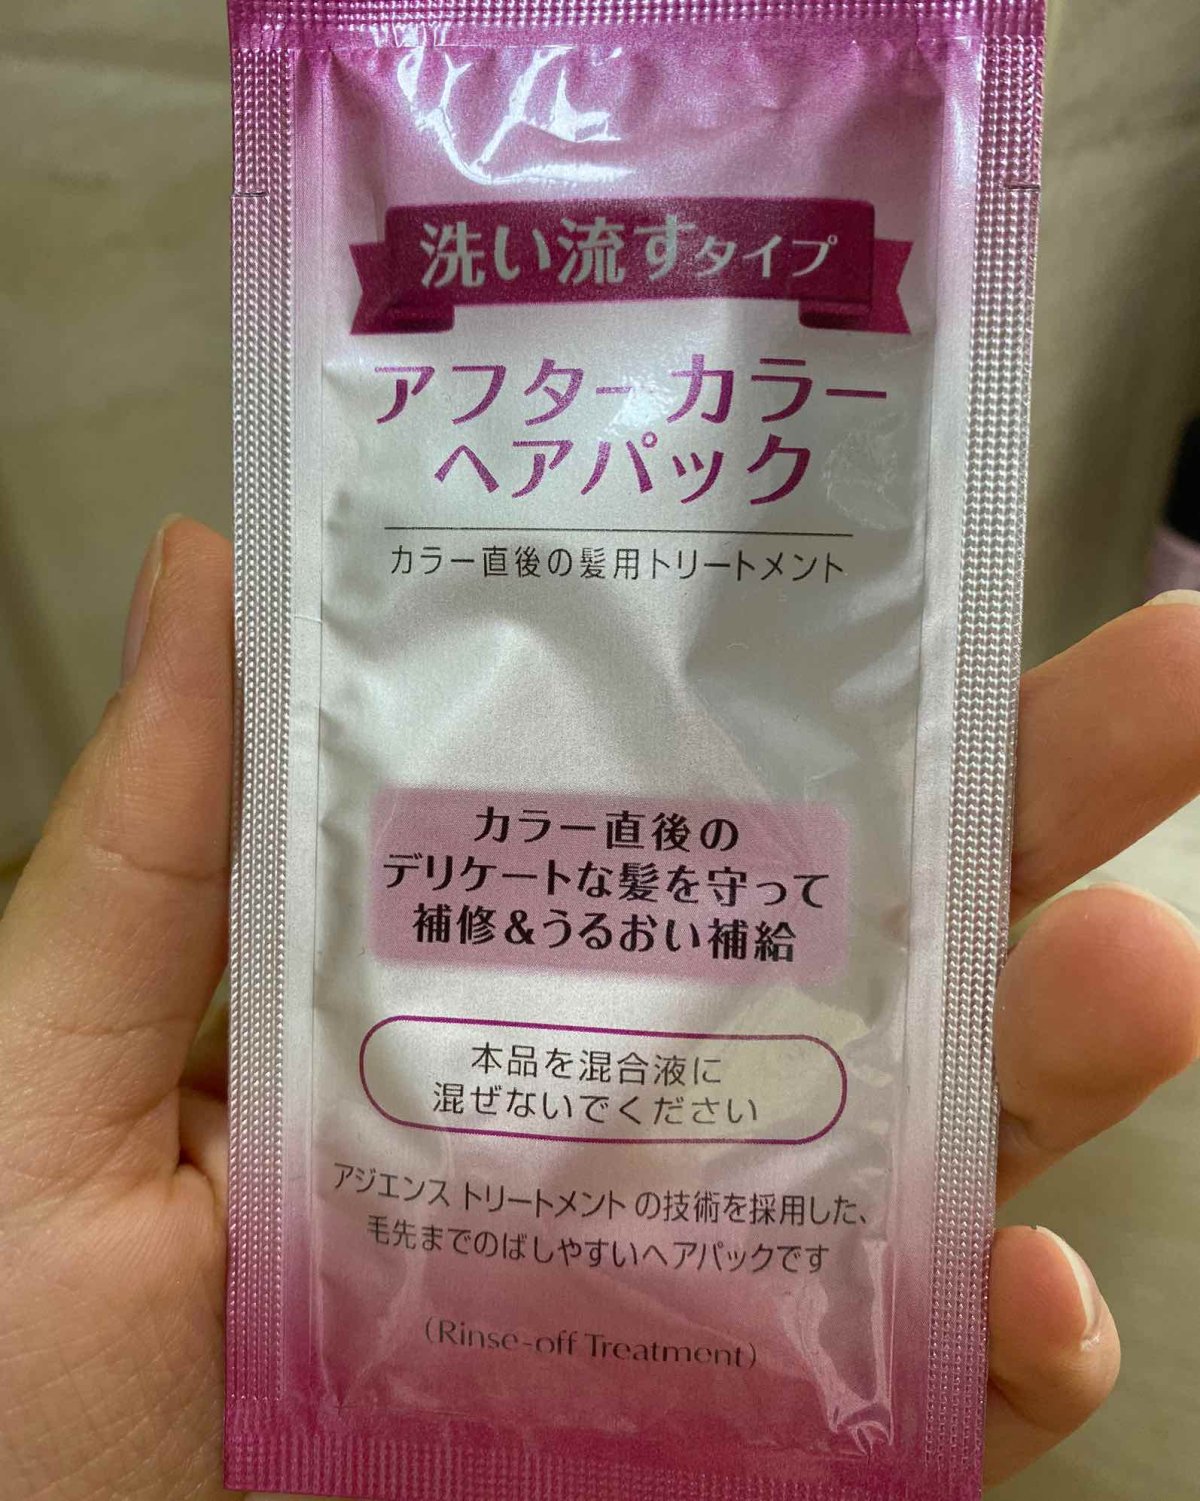 洗い流すタイプ
アフターカラー
ヘアパック
カラー直後の髪用トリートメント
カラー直後の
デリケートな髪を守って
補修&うるおい補給
本品を混合液に
混ぜないでください
アジエンス トリートメント の技術を採用した、
毛先までのばしやすいヘアパックです
(Rinse-off Treatment)